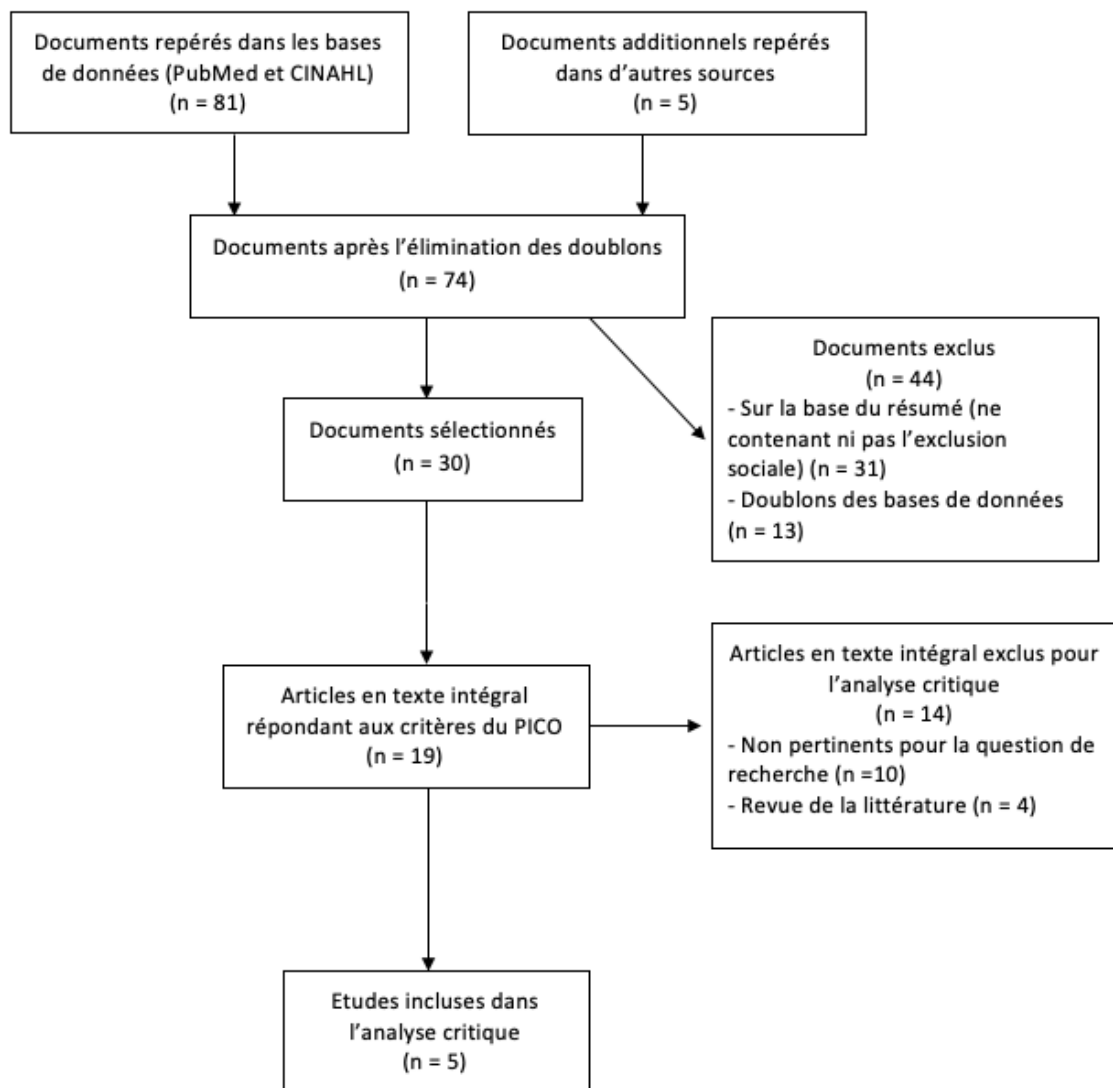 Documents repérés dans les bases
de données (PubMed et CINAHL)
(n = 81)
Documents additionnels repérés
dans d’autres sources
(n = 5)
Documents après l’élimination des doublons
(n = 74)
Documents exclus
(n = 44)
- Sur la base du résumé (ne
contenant ni pas l’exclusion
sociale) (n = 31)
- Doublons des bases de données
(n = 13)
Documents sélectionnés
(n = 30)
Articles en texte intégral
répondant aux critères du PICO
(n = 19)
Articles en texte intégral exclus pour
l’analyse critique
(n = 14)
- Non pertinents pour la question de
recherche (n =10)
- Revue de la littérature (n = 4)
Etudes incluses dans
l’analyse critique
(n = 5)